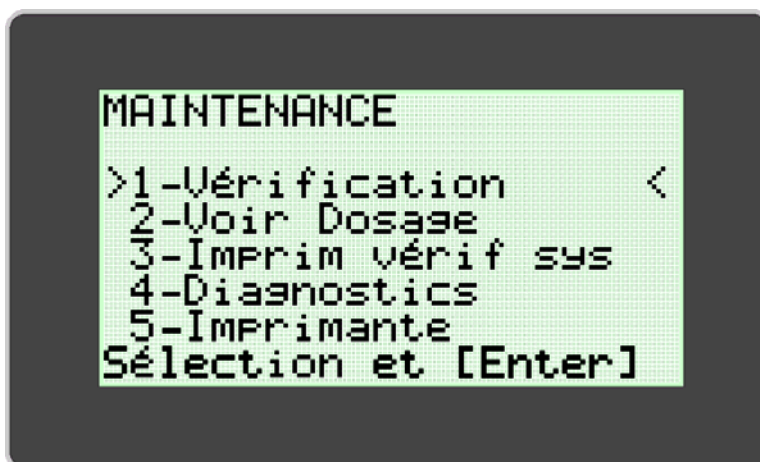 MAINTENANCE
>1-Vérification <
2-Voir Dosage
3-Imprim vérif sys
4-Diagnostics
5-Imprimante
Sélection et [Enter]